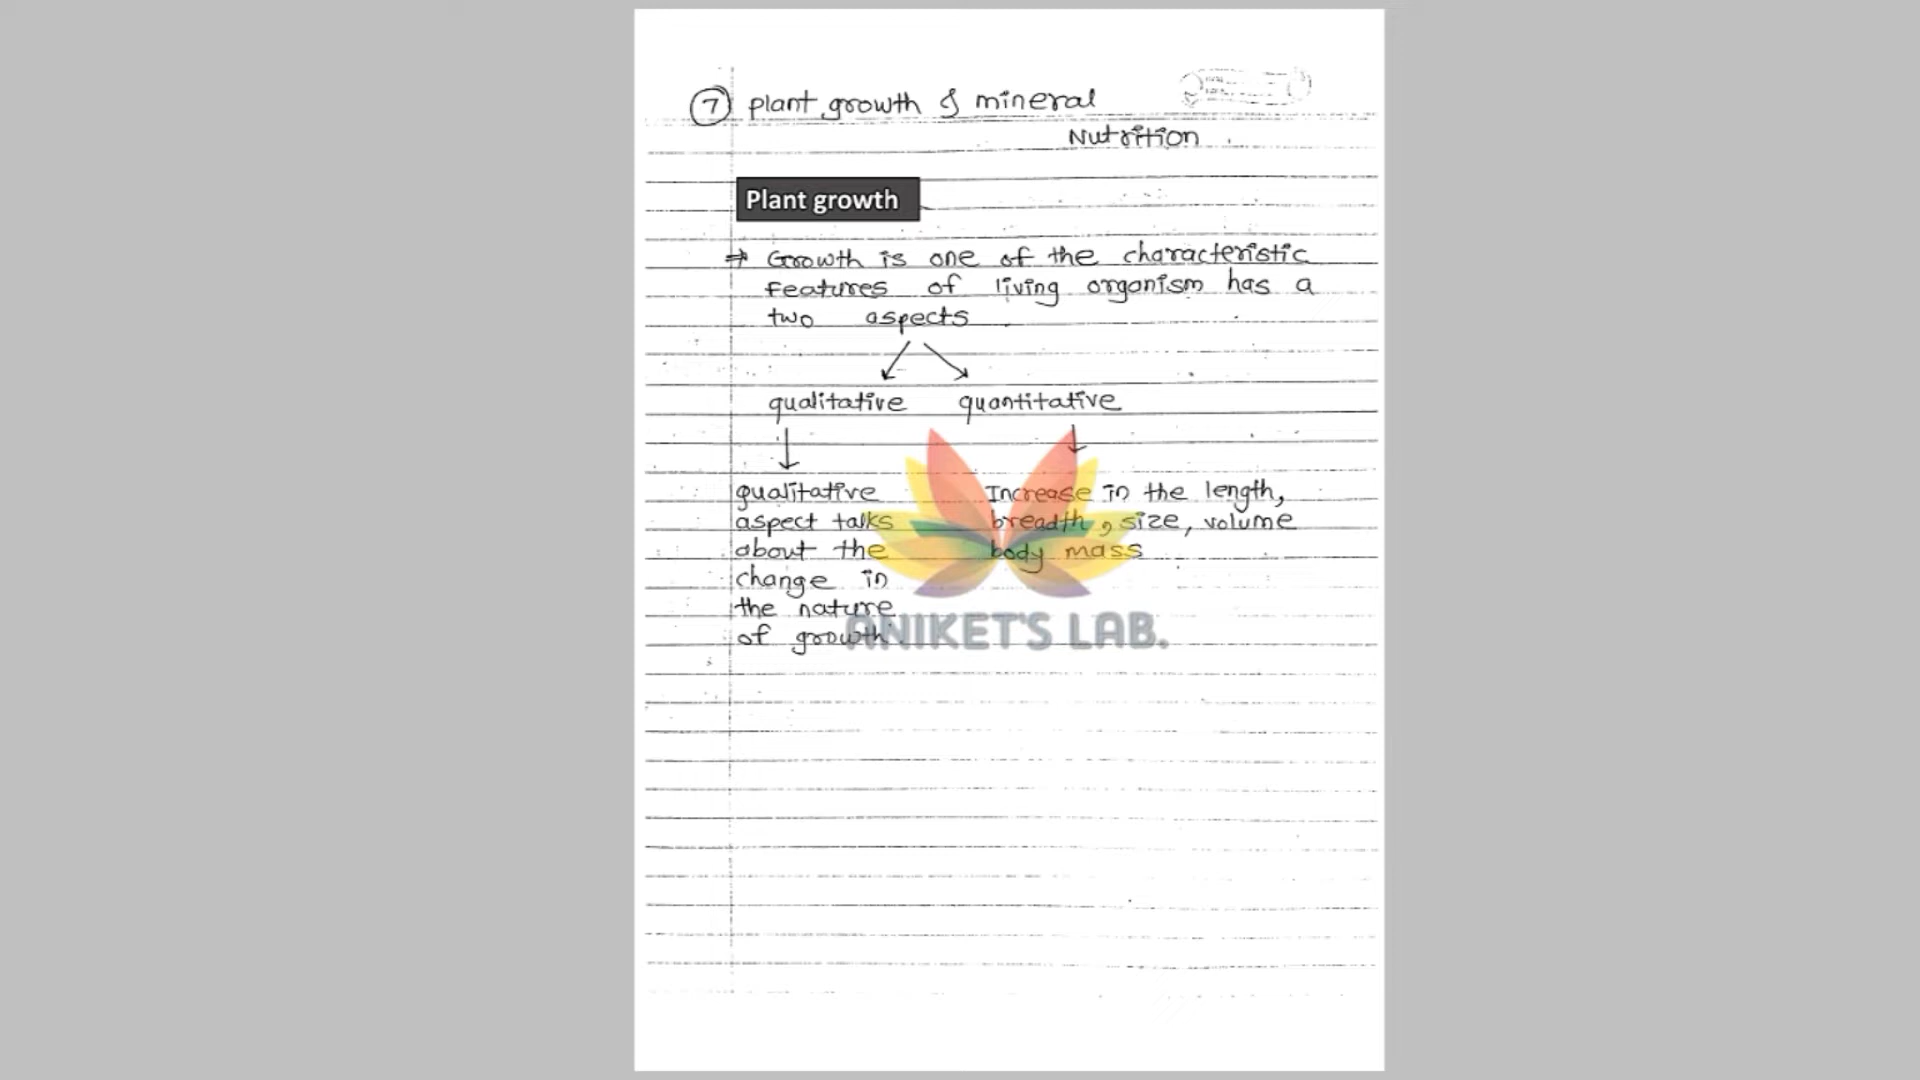 7 plant growth & mineral
Nutrition.
Plant growth
⇒ Growth is one of the characteristic
features of living organism has a
two aspects
qualitative quantitative
qualitative
aspect talks
about the
change in
the nature
of growth.
Increase in the length,
breadth, size, volume
body mass
ANIKET'S LAB.